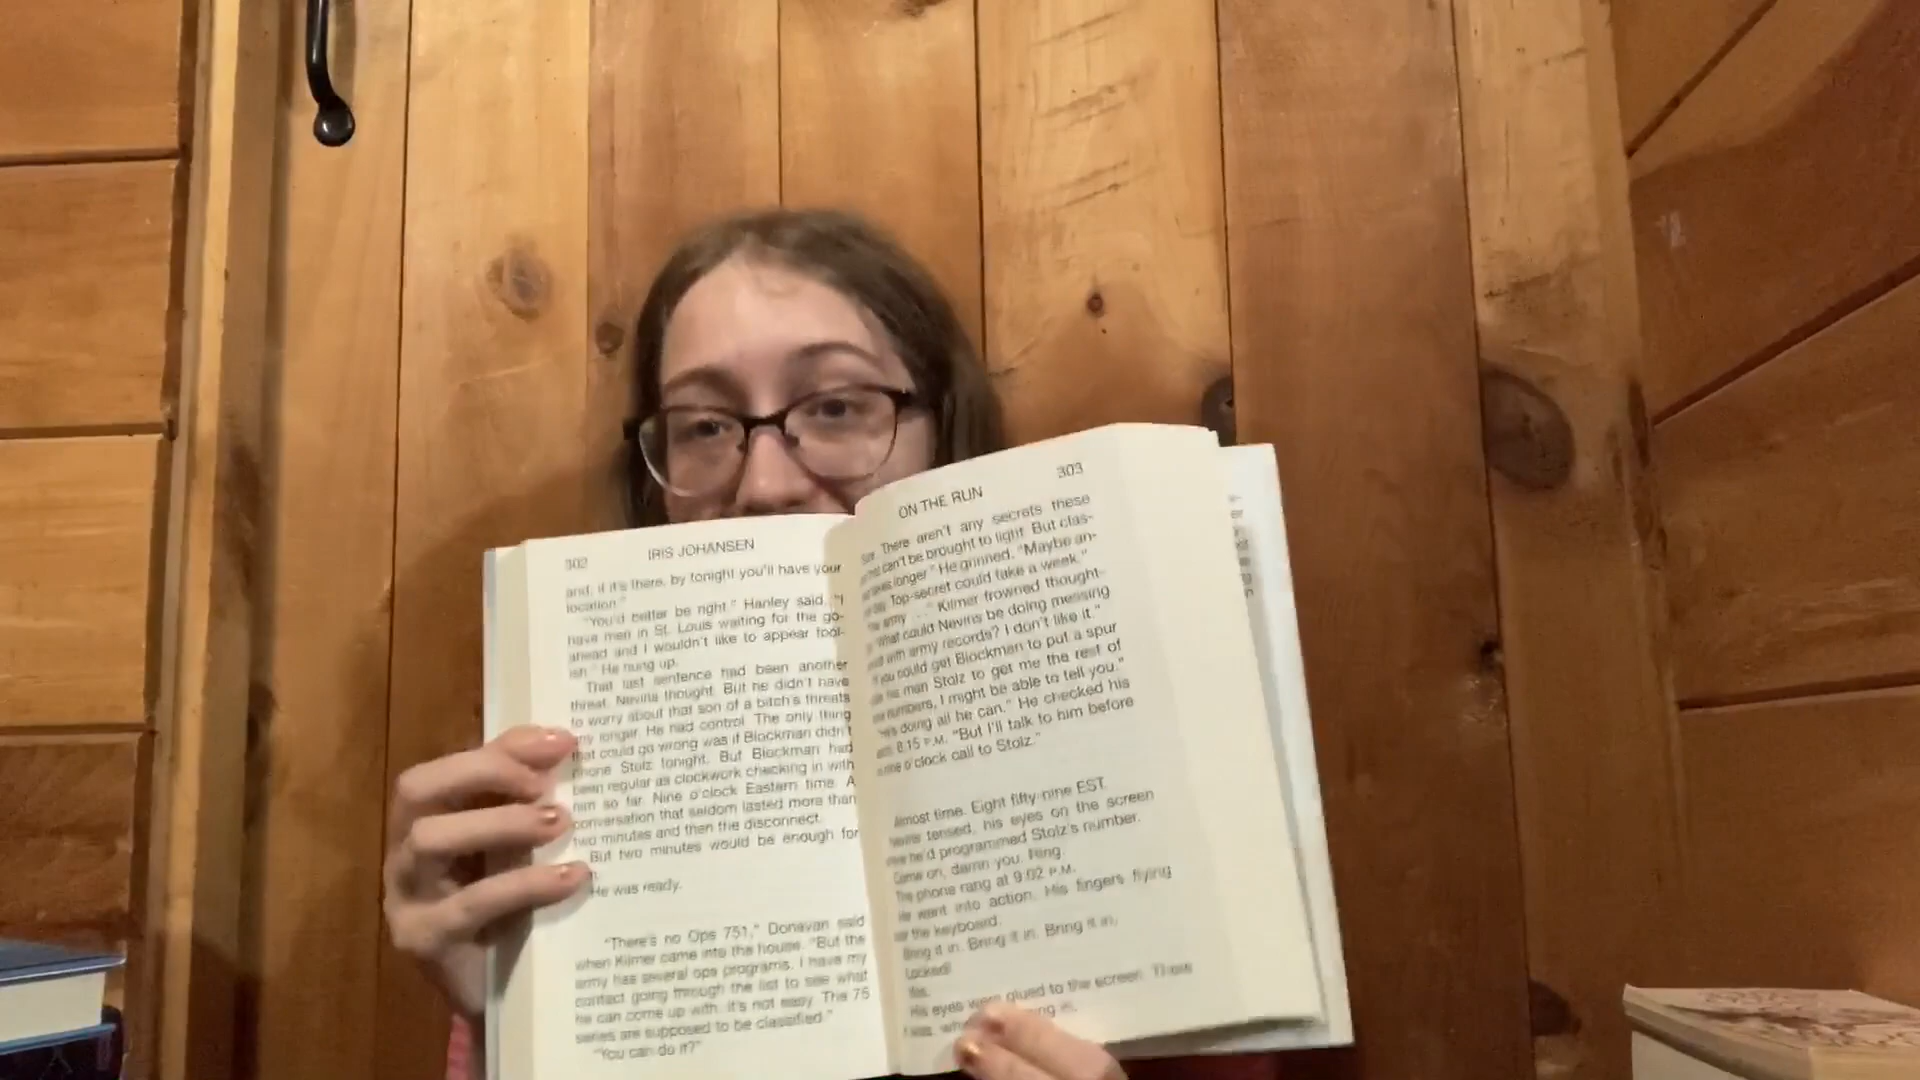 302
IRIS JOHANSEN
and, if it's there, by tonight you'll have your
location."
"You'd better be right." Hanley said. "I
have men in St. Louis waiting for the go-
ahead and I wouldn't like to appear fool-
ish." He hung up.
That last sentence had been another
threat, Nevins thought. But he didn't have
to worry about that son of a bitch's threats
any longer. He had control. The only thing
that could go wrong was if Blockman didn't
phone Stolz tonight. But Blockman had
been regular as clockwork checking in with
him so far. Nine o'clock Eastern time. A
conversation that seldom lasted more than
two minutes and then the disconnect.
But two minutes would be enough for
He was ready.
"There's no Ops 751," Donavan said
when Kilmer came into the house. "But the
army has several ops programs. I have my
contact going through the list to see what
he can come up with. It's not easy. The 75
series are supposed to be classified."
"You can do it?"
ON THE RUN
303
There aren't any secrets these
can't be brought to light. But clas-
longer." He grinned. "Maybe an-
Top-secret could take a week."
army . . ." Kilmer frowned thought-
"What could Nevins be doing messing
with army records? I don't like it."
you could get Blockman to put a spur
his man Stolz to get me the rest of
numbers, I might be able to tell you."
doing all he can." He checked his
8:15 P.M. "But I'll talk to him before
o'clock call to Stolz."
Almost time. Eight fifty-nine EST.
Nevins tensed, his eyes on the screen
he'd programmed Stolz's number.
Come on, damn you. Ring.
The phone rang at 9:02 P.M.
He went into action. His fingers flying
the keyboard.
Bring it in. Bring it in. Bring it in.
Locked!
Yes.
His eyes were glued to the screen.